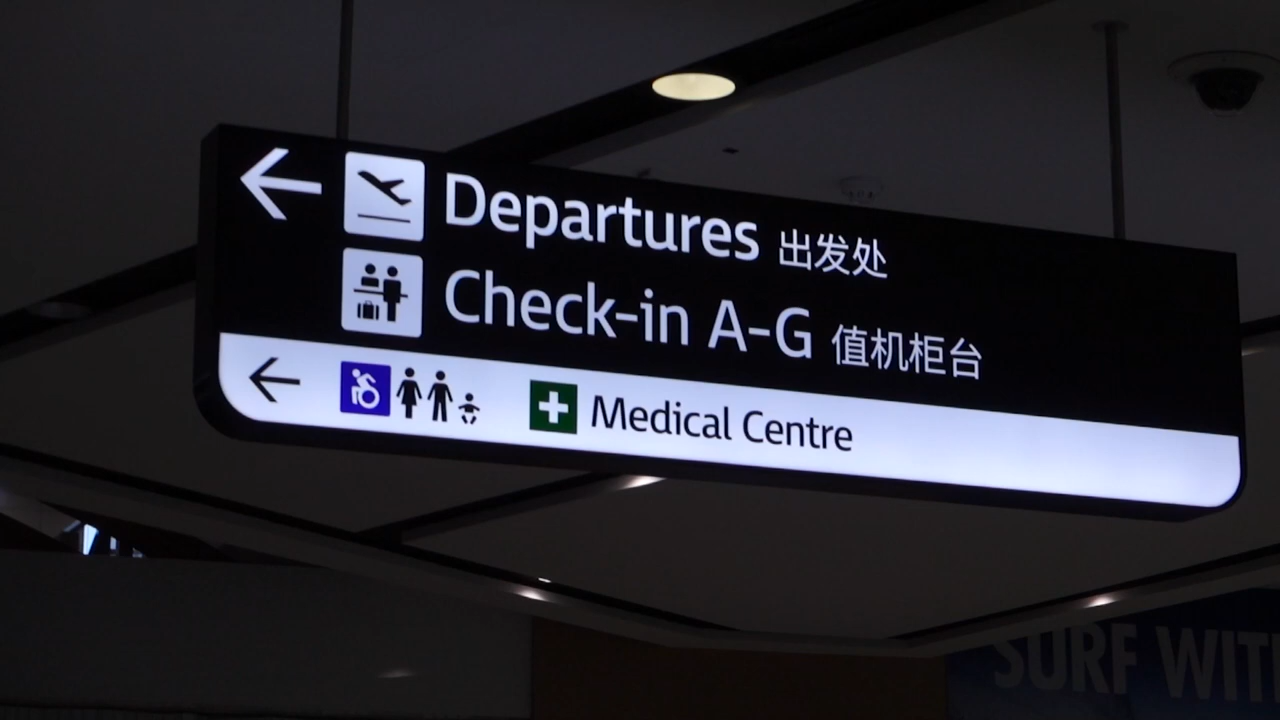 Departures 出发处
Check-in A-G 值机柜台
Medical Centre
SURF WIT